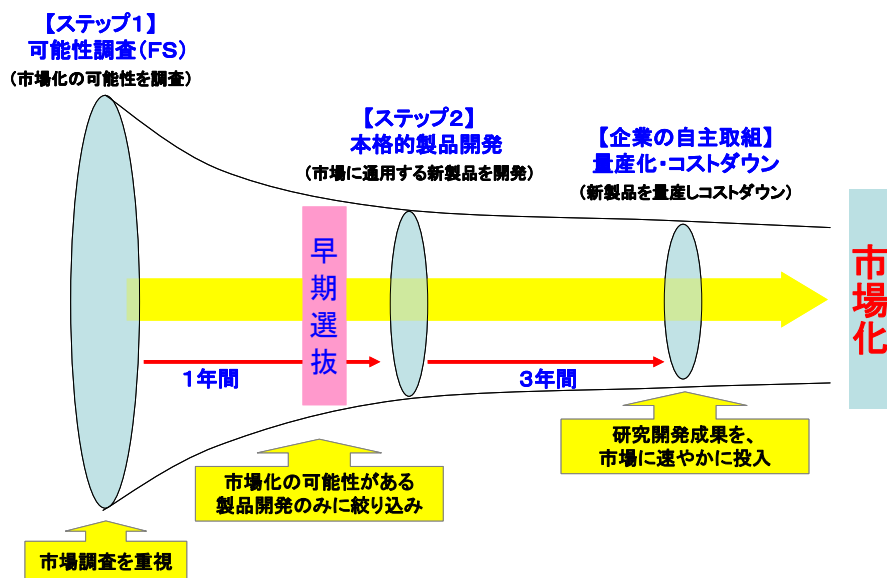 【ステップ１】
可能性調査（FS）
（市場化の可能性を調査）
【ステップ２】
本格的製品開発
（市場に通用する新製品を開発）
【企業の自主取組】
量産化・コストダウン
（新製品を量産しコストダウン）
早期選抜
市場化
１年間
３年間
研究開発成果を、
市場に速やかに投入
市場化の可能性がある
製品開発のみに絞り込み
市場調査を重視